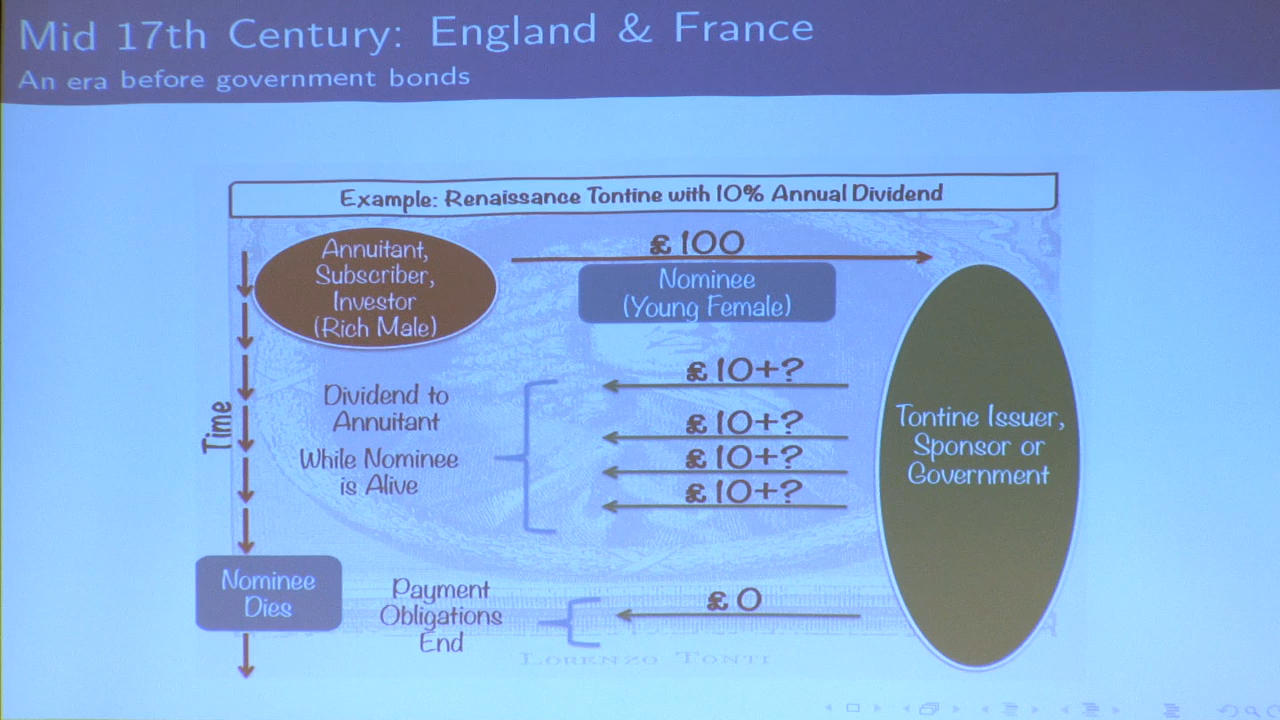 Mid 17th Century: England & France
An era before government bonds
Example: Renaissance Tontine with 10% Annual Dividend
Annuitant,
Subscriber,
Investor
(Rich Male)
£ 100
Nominee
(Young Female)
£ 10+?
Dividend to
Annuitant
£ 10+?
While Nominee
is Alive
£ 10+?
£ 10+?
Time
Tontine Issuer,
Sponsor or
Government
Nominee
Dies
Payment
Obligations
End
£ 0
Lorenzo Tonti